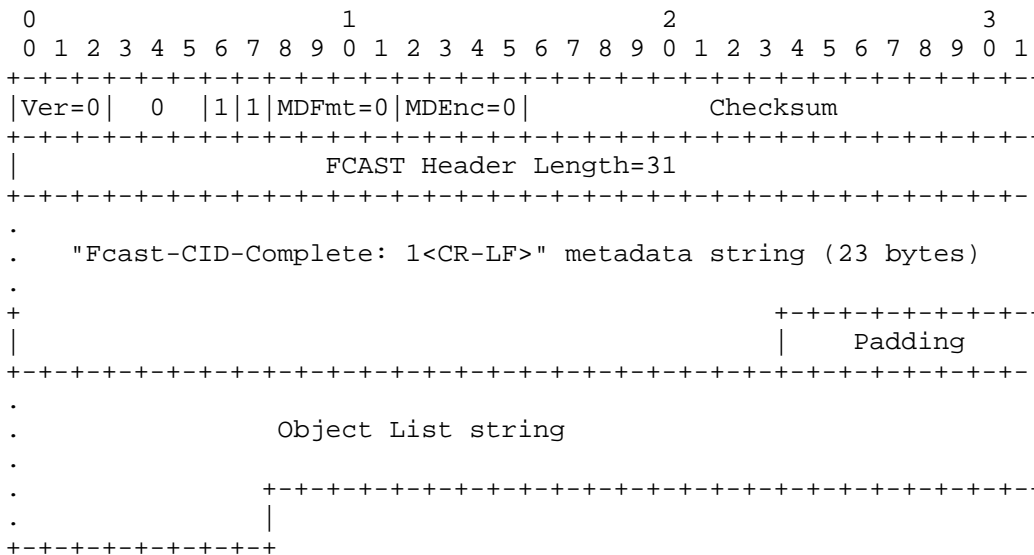 0                   1                   2                   3
 0 1 2 3 4 5 6 7 8 9 0 1 2 3 4 5 6 7 8 9 0 1 2 3 4 5 6 7 8 9 0 1
+-+-+-+-+-+-+-+-+-+-+-+-+-+-+-+-+-+-+-+-+-+-+-+-+-+-+-+-+-+-+-+-
|Ver=0|  0  |1|1|MDFmt=0|MDEnc=0|           Checksum
+-+-+-+-+-+-+-+-+-+-+-+-+-+-+-+-+-+-+-+-+-+-+-+-+-+-+-+-+-+-+-+-
|                   FCAST Header Length=31
+-+-+-+-+-+-+-+-+-+-+-+-+-+-+-+-+-+-+-+-+-+-+-+-+-+-+-+-+-+-+-+-
.
.   "Fcast-CID-Complete: 1<CR-LF>" metadata string (23 bytes)
.
+                                               +-+-+-+-+-+-+-+-
|                                               |    Padding
+-+-+-+-+-+-+-+-+-+-+-+-+-+-+-+-+-+-+-+-+-+-+-+-+-+-+-+-+-+-+-+-
.
.                Object List string
.
.               +-+-+-+-+-+-+-+-+-+-+-+-+-+-+-+-+-+-+-+-+-+-+-+-
.               |
+-+-+-+-+-+-+-+-+